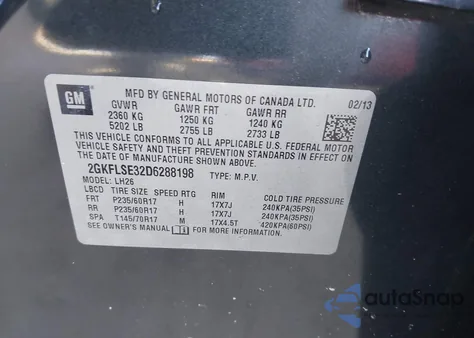 GM
MFD BY GENERAL MOTORS OF CANADA LTD.
02/13
GVWR GAWR FRT GAWR RR
2360 KG 1250 KG 1240 KG
5202 LB 2755 LB 2733 LB
THIS VEHICLE CONFORMS TO ALL APPLICABLE U.S. FEDERAL MOTOR
VEHICLE SAFETY AND THEFT PREVENTION STANDARDS IN EFFECT ON THE DATE OF
MANUFACTURE SHOWN ABOVE.
2GKFLSE32D6288198 TYPE: M.P.V.
MODEL: LH26
LBCD TIRE SIZE SPEED RTG RIM COLD TIRE PRESSURE
FRT P235/60R17 H 17X7J 240KPA(35PSI)
RR P235/60R17 H 17X7J 240KPA(35PSI)
SPA T145/70R17 M 17X4.5T 420KPA(60PSI)
SEE OWNER'S MANUAL FOR MORE INFORMATION.
autoSnap